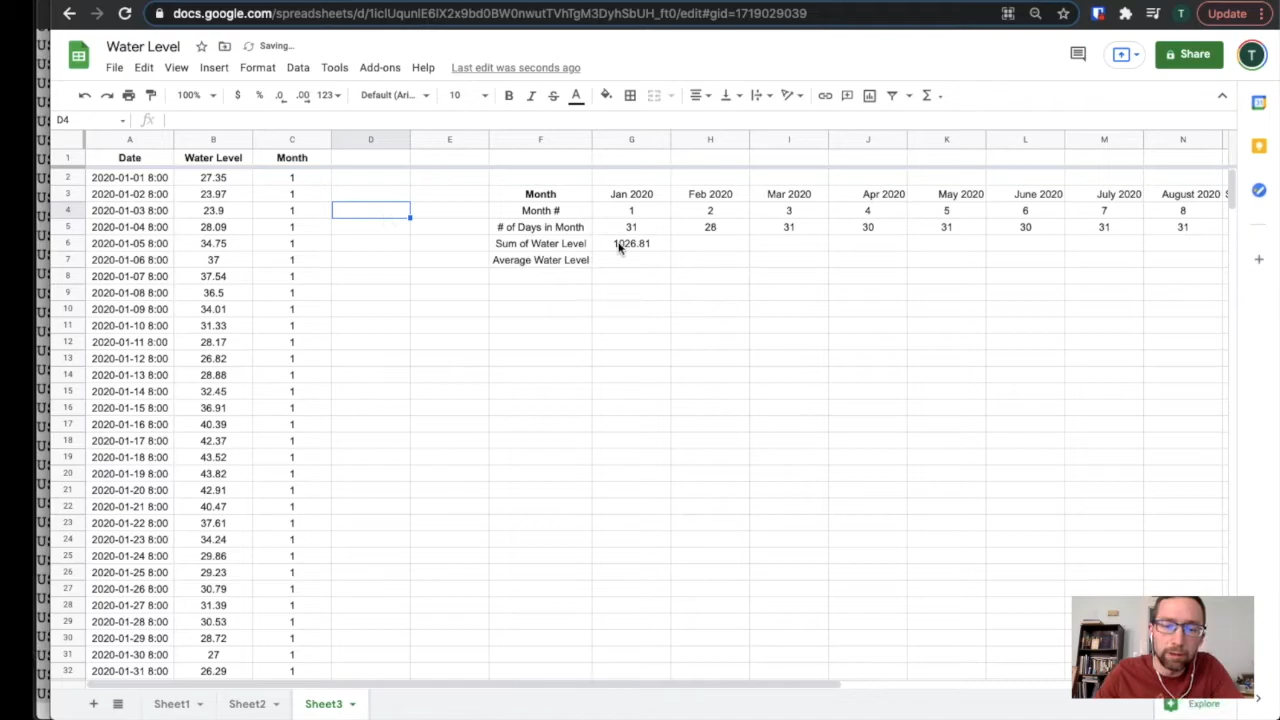 docs.google.com/spreadsheets/d/1iclUqunlE6lX2x9bd0BW0nwutTVhTgM3DyhSbUH_ft0/edit#gid=1719029039
T
Update
Water Level
Saving...
File Edit View Insert Format Data Tools Add-ons Help Last edit was seconds ago
Share
T
100% $ % .0 .00 123 Default (Ari... 10 B I S A
D4 fx
A B C D E F G H I J K L M N
1 Date Water Level Month
2 2020-01-01 8:00 27.35 1
3 2020-01-02 8:00 23.97 1 Month Jan 2020 Feb 2020 Mar 2020 Apr 2020 May 2020 June 2020 July 2020 August 2020
4 2020-01-03 8:00 23.9 1 Month # 1 2 3 4 5 6 7 8
5 2020-01-04 8:00 28.09 1 # of Days in Month 31 28 31 30 31 30 31 31
6 2020-01-05 8:00 34.75 1 Sum of Water Level 1026.81
7 2020-01-06 8:00 37 1 Average Water Level
8 2020-01-07 8:00 37.54 1
9 2020-01-08 8:00 36.5 1
10 2020-01-09 8:00 34.01 1
11 2020-01-10 8:00 31.33 1
12 2020-01-11 8:00 28.17 1
13 2020-01-12 8:00 26.82 1
14 2020-01-13 8:00 28.88 1
15 2020-01-14 8:00 32.45 1
16 2020-01-15 8:00 36.91 1
17 2020-01-16 8:00 40.39 1
18 2020-01-17 8:00 42.37 1
19 2020-01-18 8:00 43.52 1
20 2020-01-19 8:00 43.82 1
21 2020-01-20 8:00 42.91 1
22 2020-01-21 8:00 40.47 1
23 2020-01-22 8:00 37.61 1
24 2020-01-23 8:00 34.24 1
25 2020-01-24 8:00 29.86 1
26 2020-01-25 8:00 29.23 1
27 2020-01-26 8:00 30.79 1
28 2020-01-27 8:00 31.39 1
29 2020-01-28 8:00 30.53 1
30 2020-01-29 8:00 28.72 1
31 2020-01-30 8:00 27 1
32 2020-01-31 8:00 26.29 1
Sheet1 Sheet2 Sheet3 Explore